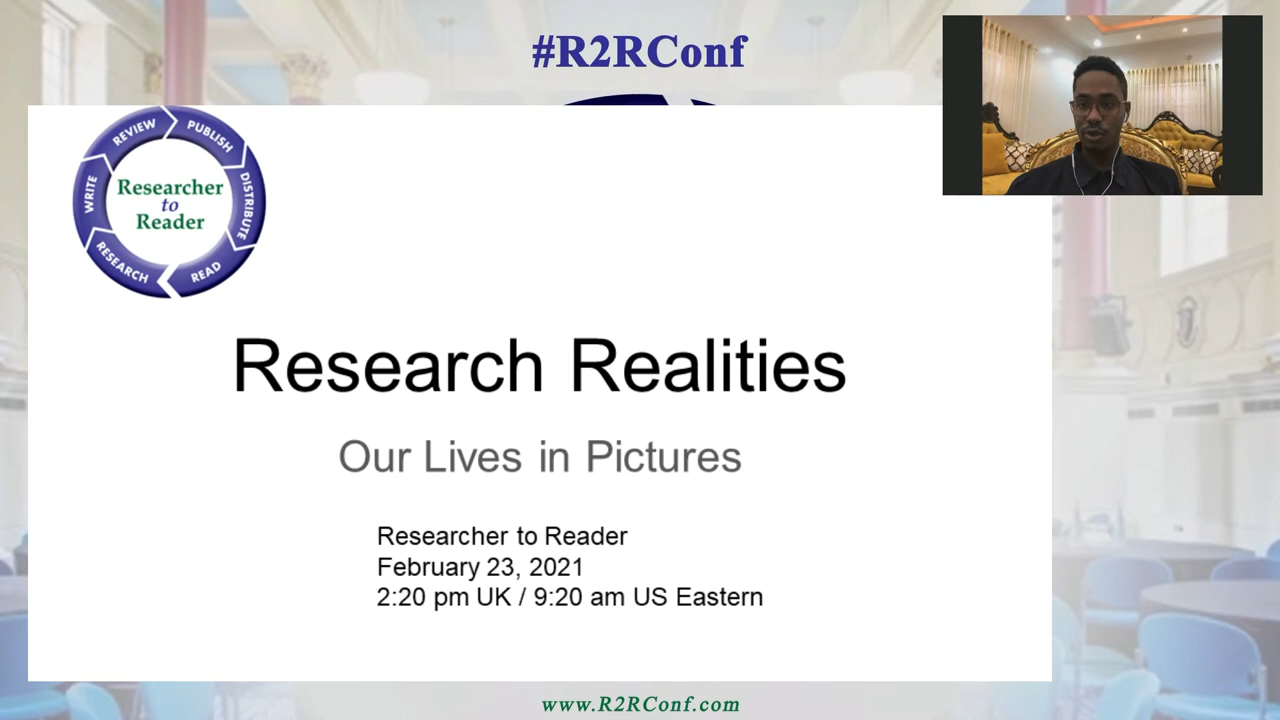 #R2RConf
REVIEW
PUBLISH
DISTRIBUTE
READ
RESEARCH
WRITE
Researcher
to
Reader
Research Realities
Our Lives in Pictures
Researcher to Reader
February 23, 2021
2:20 pm UK / 9:20 am US Eastern
www.R2RConf.com